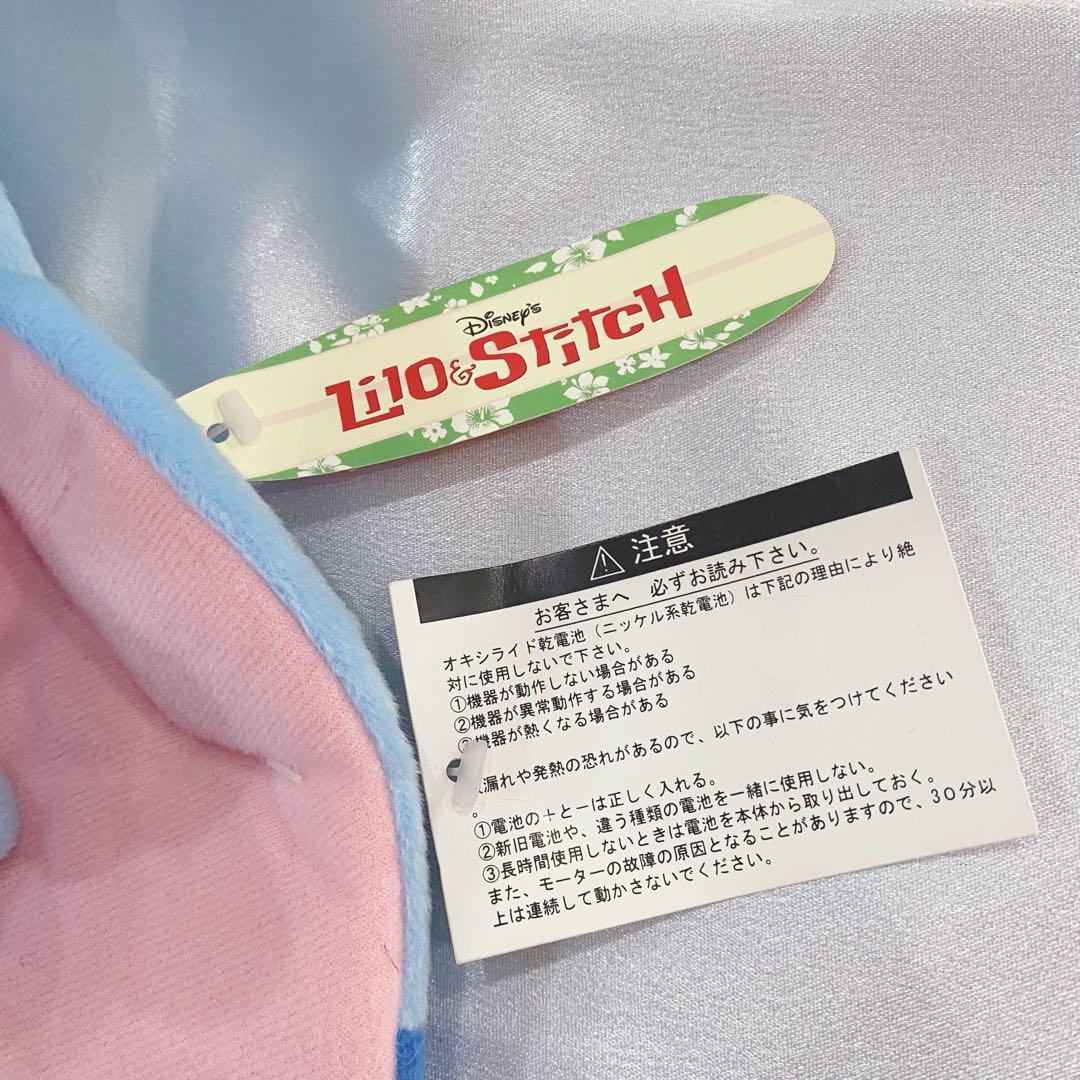 DISNEY'S
LILO & STITCH
注意
お客さまへ 必ずお読み下さい。
オキシライド乾電池（ニッケル系乾電池）は下記の理由により絶
対に使用しないで下さい。
①機器が動作しない場合がある
②機器が異常動作する場合がある
③機器が熱くなる場合がある
漏れや発熱の恐れがあるので、以下の事に気をつけてください
。
①電池の＋と－は正しく入れる。
②新旧電池や、違う種類の電池を一緒に使用しない。
③長時間使用しないときは電池を本体から取り出しておく。
また、モーターの故障の原因となることがありますので、30分以
上は連続して動かさないでください。